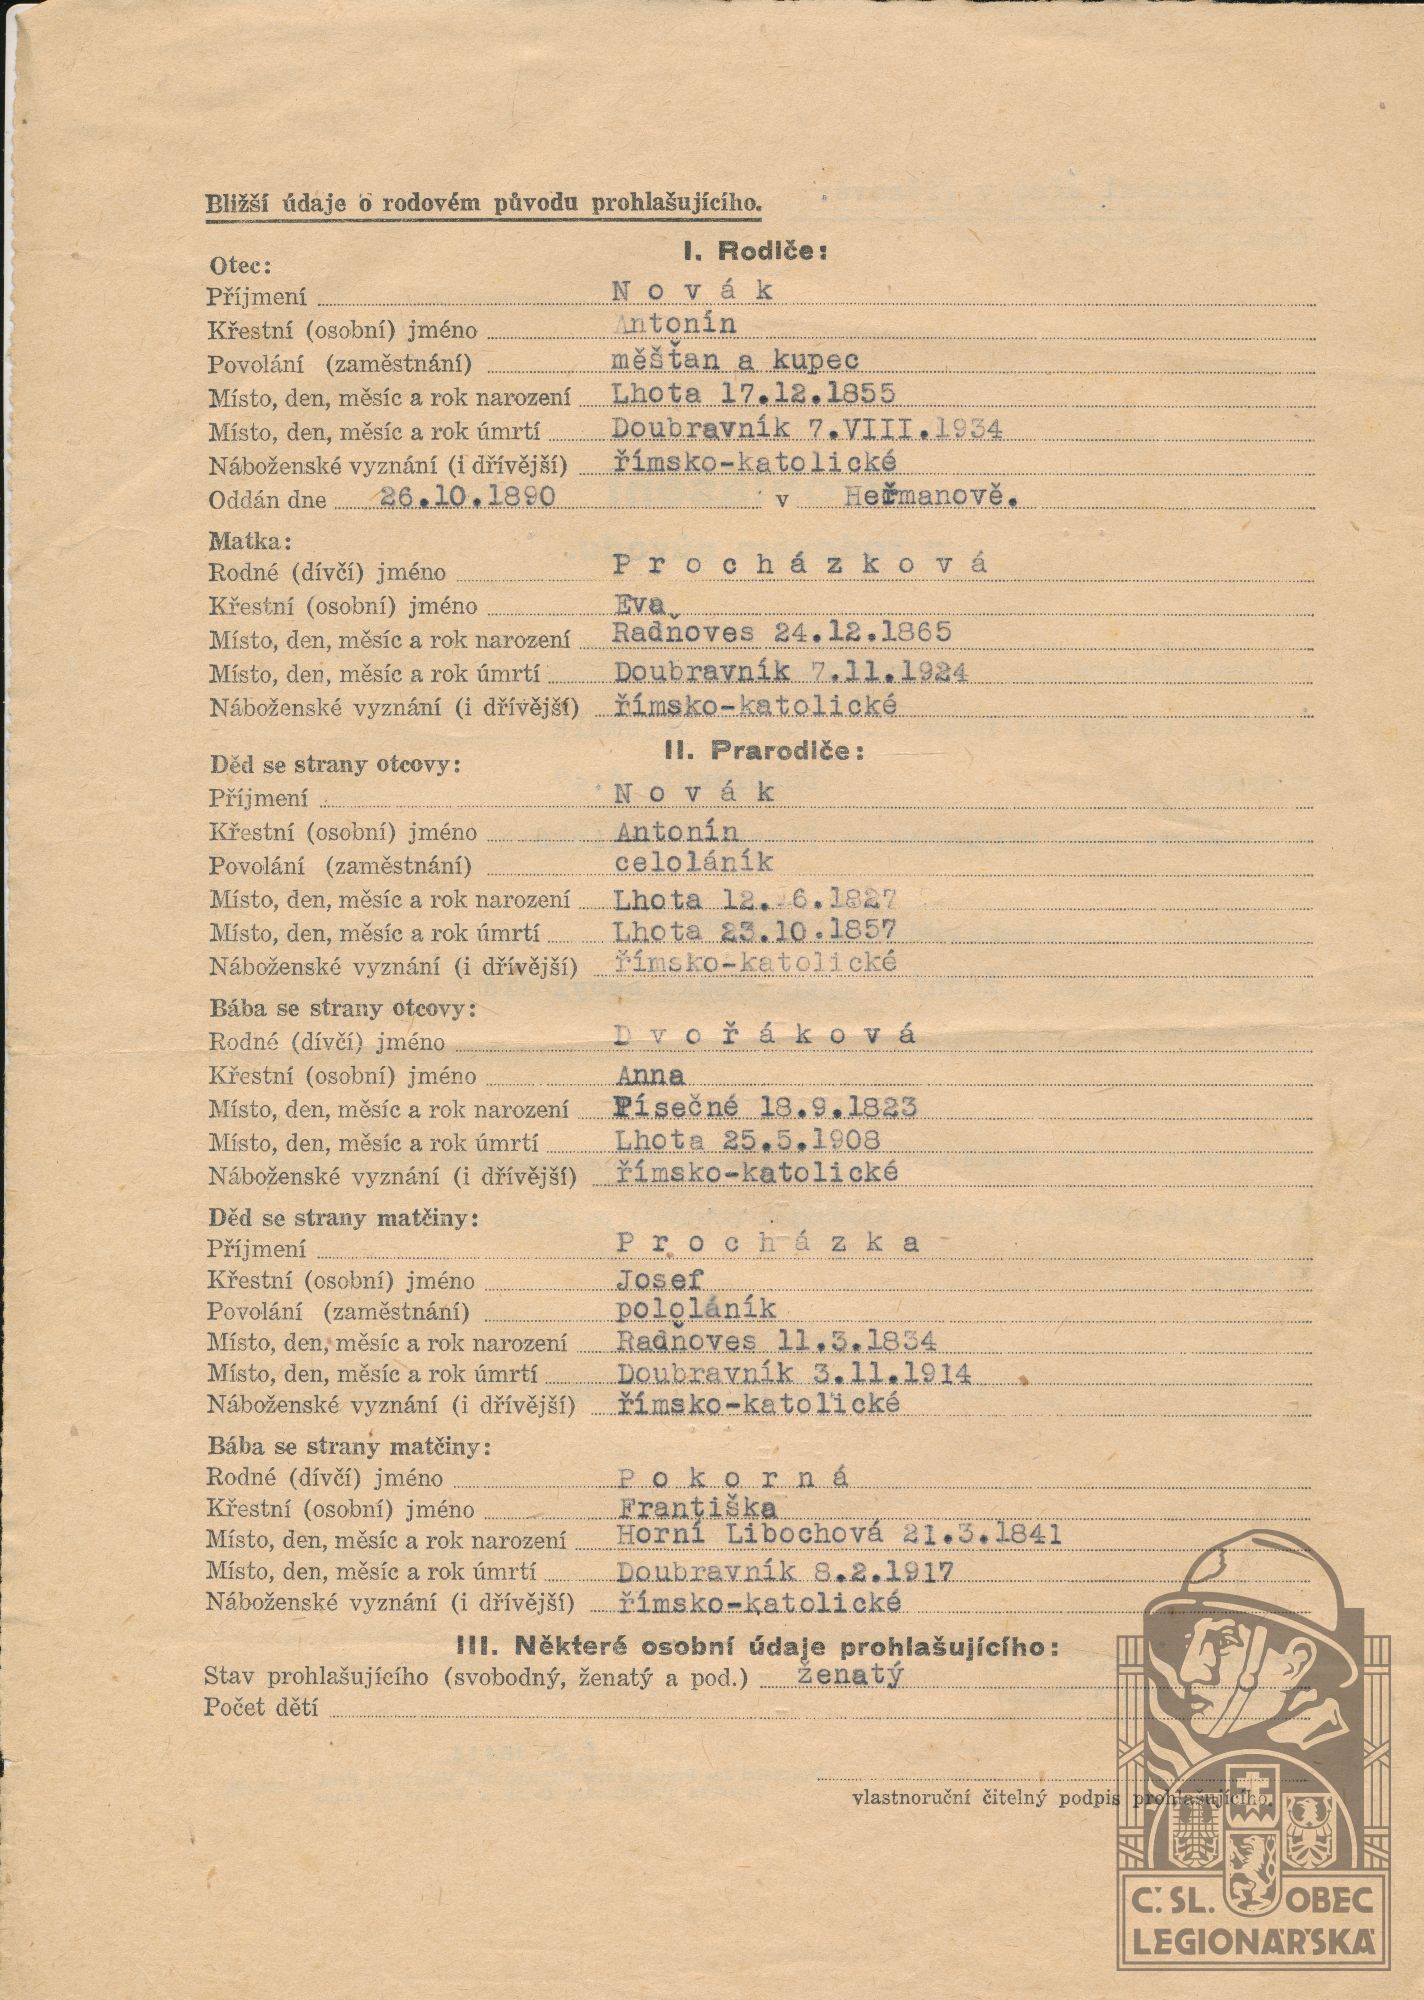 Bližší údaje o rodovém původu prohlašujícího.
I. Rodiče:
Otec:
Příjmení N o v á k
Křestní (osobní) jméno Antonín
Povolání (zaměstnání) měšťan a kupec
Místo, den, měsíc a rok narození Lhota 17.12.1855
Místo, den, měsíc a rok úmrtí Doubravník 7.VIII.1934
Náboženské vyznání (i dřívější) římsko-katolické
Oddán dne 26.10.1890 v Heřmanově.
Matka:
Rodné (dívčí) jméno P r o c h á z k o v á
Křestní (osobní) jméno Eva
Místo, den, měsíc a rok narození Radňoves 24.12.1865
Místo, den, měsíc a rok úmrtí Doubravník 7.11.1924
Náboženské vyznání (i dřívější) římsko-katolické
II. Prarodiče:
Děd se strany otcovy:
Příjmení N o v á k
Křestní (osobní) jméno Antonín
Povolání (zaměstnání) celoláník
Místo, den, měsíc a rok narození Lhota 12. 6.1827
Místo, den, měsíc a rok úmrtí Lhota 23.10.1857
Náboženské vyznání (i dřívější) římsko-katolické
Bába se strany otcovy:
Rodné (dívčí) jméno D v o ř á k o v á
Křestní (osobní) jméno Anna
Místo, den, měsíc a rok narození Písečné 18.9.1823
Místo, den, měsíc a rok úmrtí Lhota 25.5.1908
Náboženské vyznání (i dřívější) římsko-katolické
Děd se strany matčiny:
Příjmení P r o c h á z k a
Křestní (osobní) jméno Josef
Povolání (zaměstnání) pololáník
Místo, den, měsíc a rok narození Radňoves 11.3.1834
Místo, den, měsíc a rok úmrtí Doubravník 3.11.1914
Náboženské vyznání (i dřívější) římsko-katolické
Bába se strany matčiny:
Rodné (dívčí) jméno P o k o r n á
Křestní (osobní) jméno Františka
Místo, den, měsíc a rok narození Horní Libochová 21.3.1841
Místo, den, měsíc a rok úmrtí Doubravník 8.2.1917
Náboženské vyznání (i dřívější) římsko-katolické
III. Některé osobní údaje prohlašujícího:
Stav prohlašujícího (svobodný, ženatý a pod.) ženatý
Počet dětí
vlastnoruční čitelný podpis prohlašujícího.
Č. SL. OBEC
LEGIONÁŘSKÁ